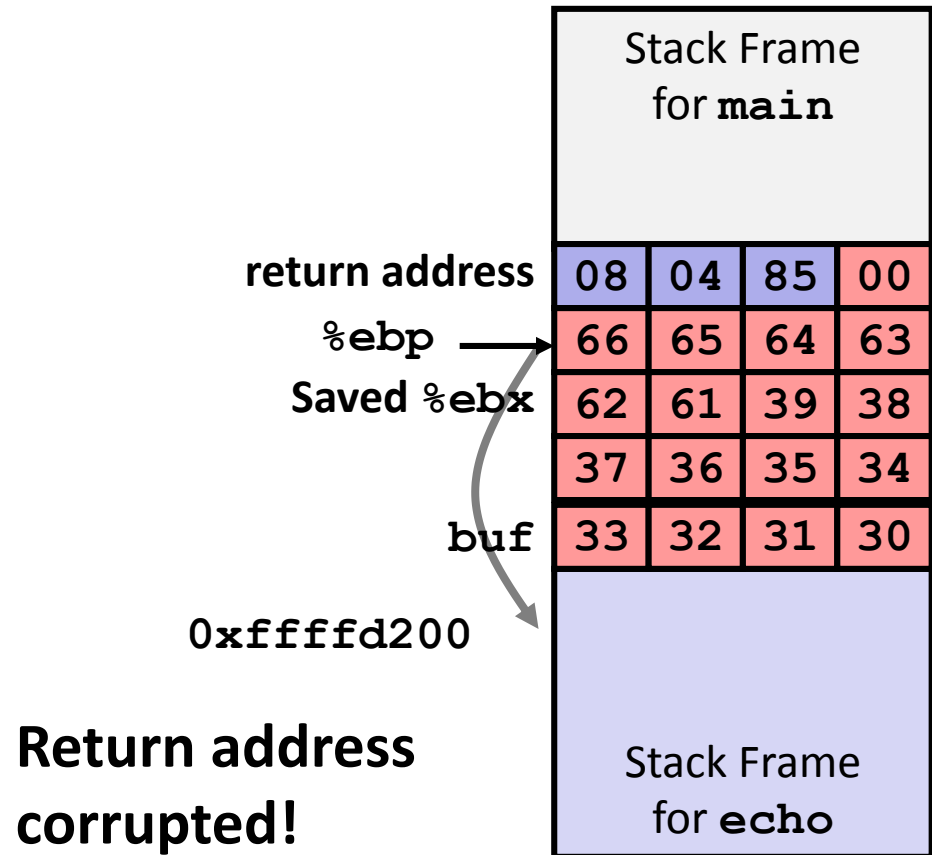 Stack Frame
for main
return address 08 04 85 00
%ebp 66 65 64 63
Saved %ebx 62 61 39 38
37 36 35 34
buf 33 32 31 30
0xffffd200
Return address
corrupted!
Stack Frame
for echo